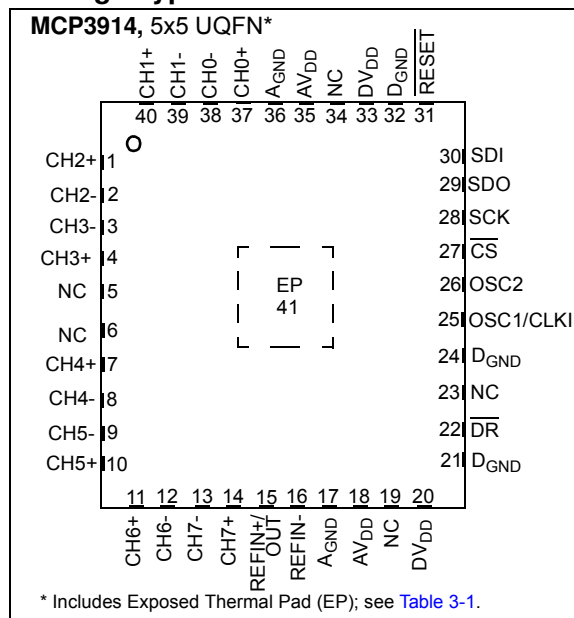 MCP3914, 5x5 UQFN*
CH1+
CH1-
CH0-
CH0+
AGND
AVDD
NC
DVDD
DGND
RESET
40 39 38 37 36 35 34 33 32 31
CH2+ 1
CH2- 2
CH3- 3
CH3+ 4
NC 5
NC 6
CH4+ 7
CH4- 8
CH5- 9
CH5+ 10
EP
41
30 SDI
29 SDO
28 SCK
27 CS
26 OSC2
25 OSC1/CLKI
24 DGND
23 NC
22 DR
21 DGND
11 12 13 14 15 16 17 18 19 20
CH6+
CH6-
CH7-
CH7+
REFIN+/
OUT
REFIN-
AGND
AVDD
NC
DVDD
* Includes Exposed Thermal Pad (EP); see Table 3-1.